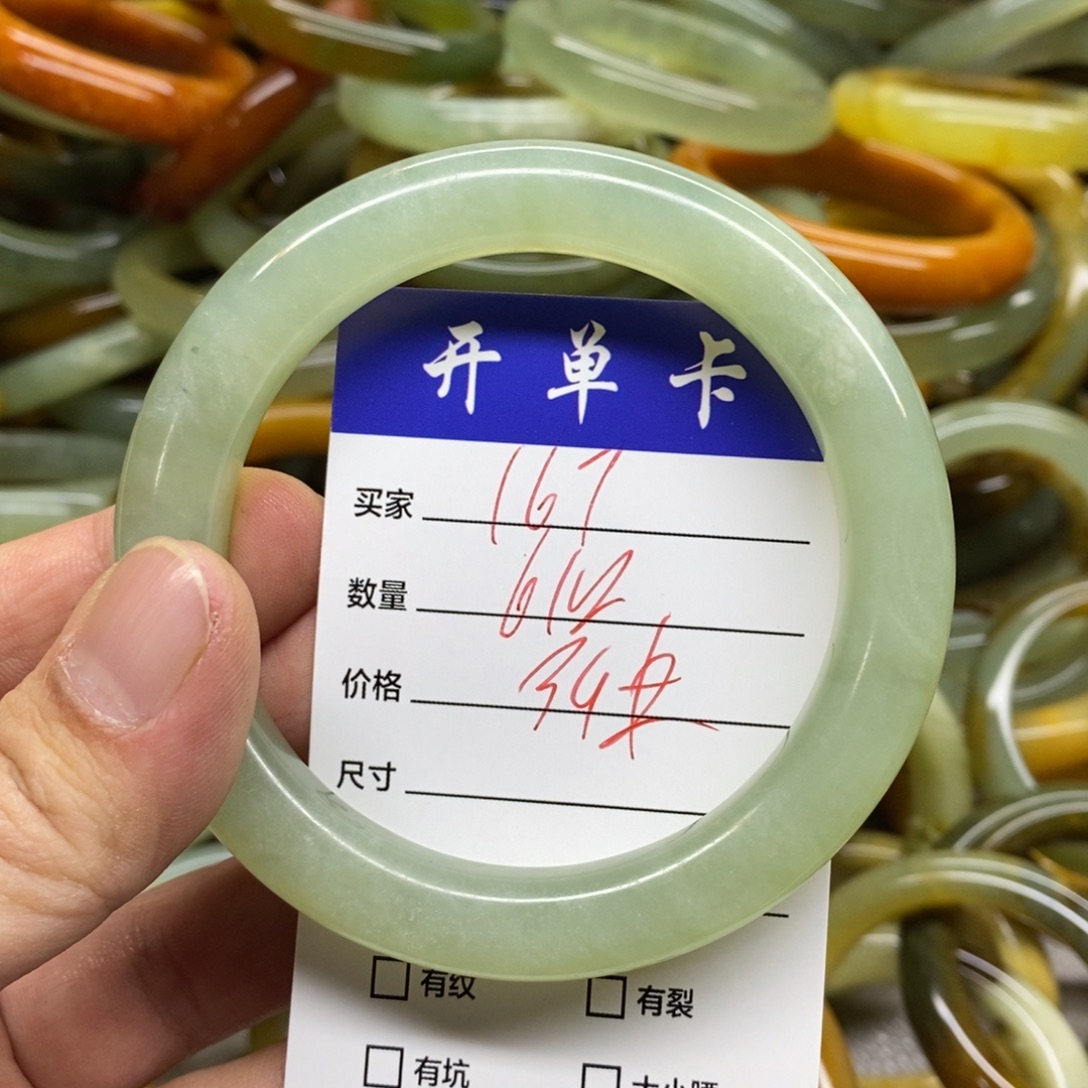 开单卡
买家 167
数量
价格
尺寸
有纹 有裂
有坑